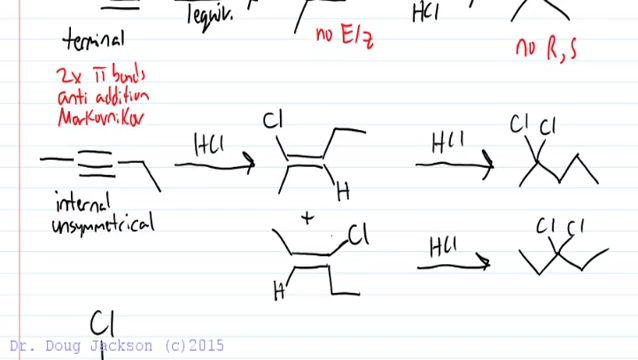 terminal
1equiv.
no E/Z
HCl
no R,S
2x π bonds
anti addition
Markovnikov
HCl
Cl
H
HCl
Cl Cl
internal
unsymmetrical
+
Cl
H
HCl
Cl Cl
Cl
Dr. Doug Jackson (c)2015